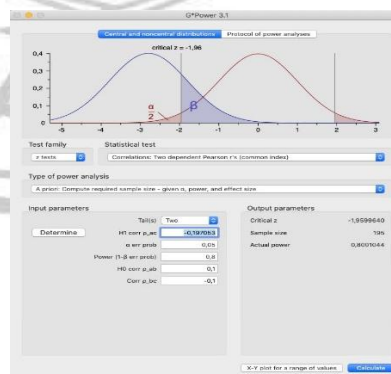 G*Power 3.1
Central and noncentral distributions
Protocol of power analyses
critical z = -1,96
0,4
0,3
0,2
0,1
0
α
2
β
-5 -4 -3 -2 -1 0 1 2 3
Test family
Statistical test
z tests
Correlations: Two dependent Pearson r's (common index)
Type of power analysis
A priori: Compute required sample size - given α, power, and effect size
Input parameters
Output parameters
Tail(s) Two
Critical z -1,9599640
Determine
H1 corr ρ_ac -0,197053
Sample size 195
α err prob 0,05
Actual power 0,8001044
Power (1-β err prob) 0,8
H0 corr ρ_ab 0,1
Corr ρ_bc -0,1
X-Y plot for a range of values
Calculate